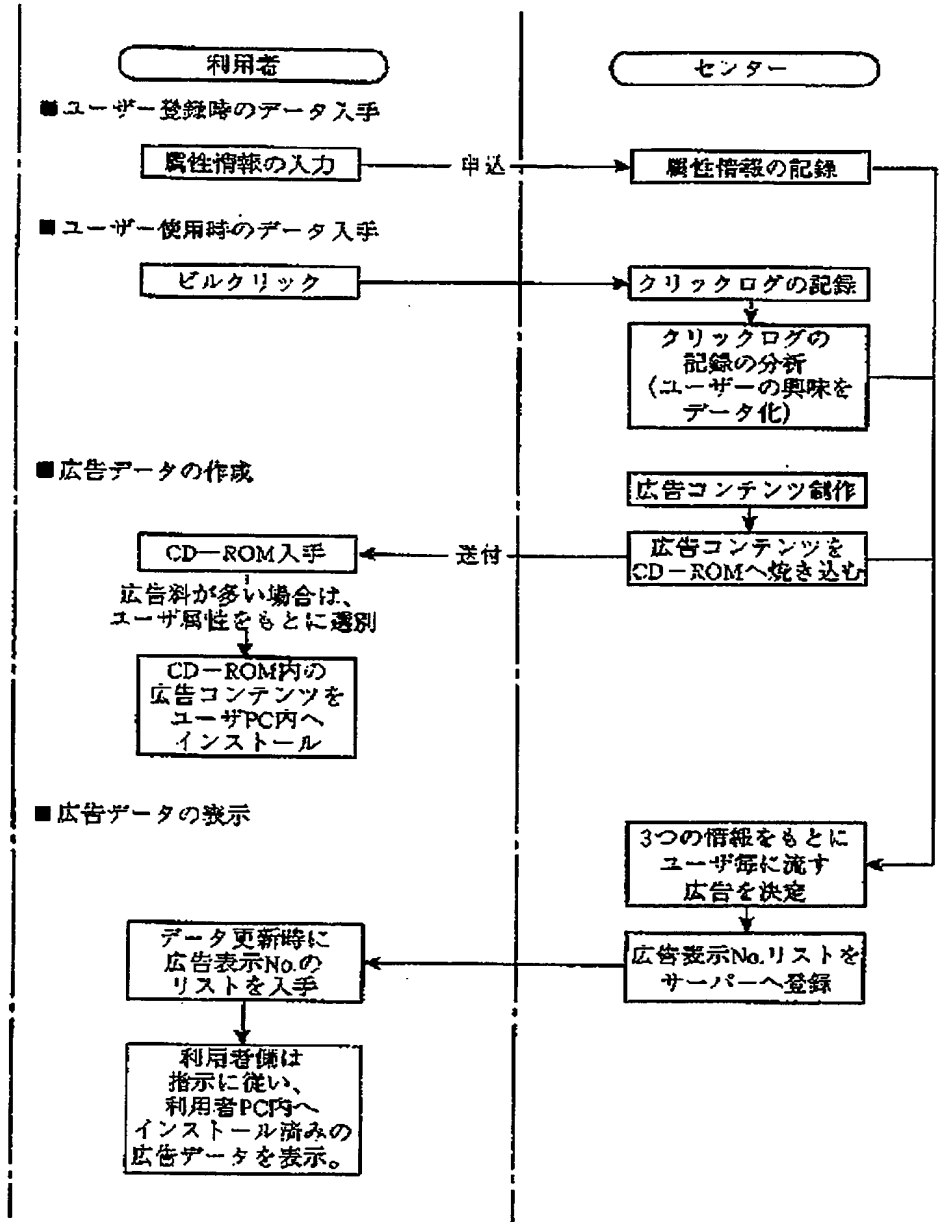 利用者
センター
■ユーザー登録時のデータ入手
属性情報の入力
申込
属性情報の記録
■ユーザー使用時のデータ入手
ビルクリック
クリックログの記録
クリックログの
記録の分析
(ユーザーの興味を
データ化)
■広告データの作成
広告コンテンツ制作
CD-ROM入手
送付
広告コンテンツを
CD-ROMへ焼き込む
広告料が多い場合は、
ユーザ属性をもとに選別
CD-ROM内の
広告コンテンツを
ユーザPC内へ
インストール
■広告データの表示
3つの情報をもとに
ユーザ毎に流す
広告を決定
データ更新時に
広告表示No.の
リストを入手
広告表示No.リストを
サーバーへ登録
利用者側は
指示に従い、
利用者PC内へ
インストール済みの
広告データを表示。